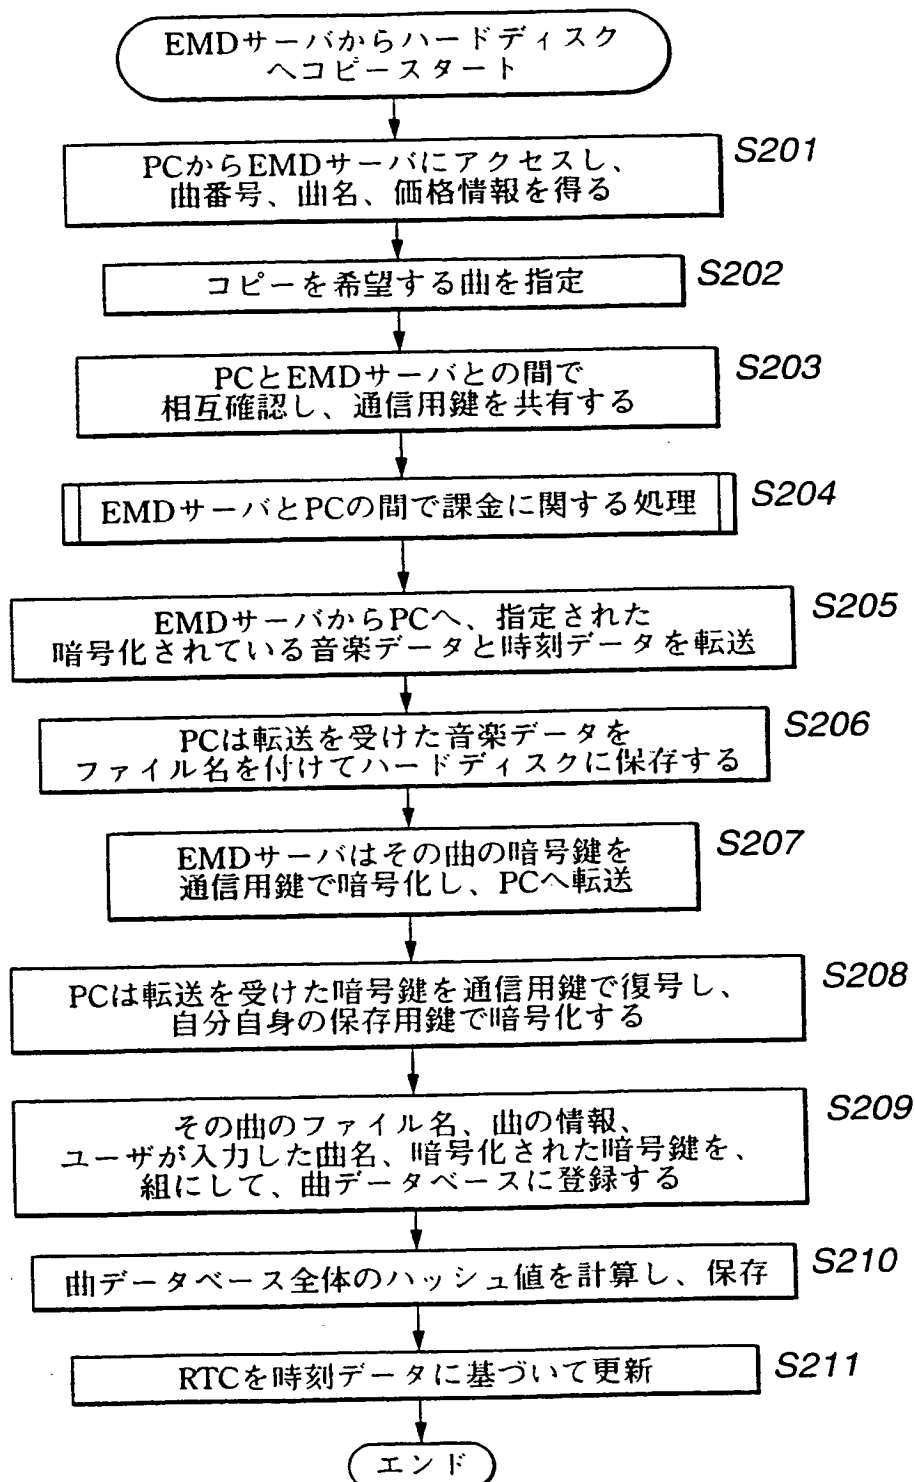 EMDサーバからハードディスク
へコピースタート
PCからEMDサーバにアクセスし、
曲番号、曲名、価格情報を得る
S201
コピーを希望する曲を指定
S202
PCとEMDサーバとの間で
相互確認し、通信用鍵を共有する
S203
EMDサーバとPCの間で課金に関する処理
S204
EMDサーバからPCへ、指定された
暗号化されている音楽データと時刻データを転送
S205
PCは転送を受けた音楽データを
ファイル名を付けてハードディスクに保存する
S206
EMDサーバはその曲の暗号鍵を
通信用鍵で暗号化し、PCへ転送
S207
PCは転送を受けた暗号鍵を通信用鍵で復号し、
自分自身の保存用鍵で暗号化する
S208
その曲のファイル名、曲の情報、
ユーザが入力した曲名、暗号化された暗号鍵を、
組にして、曲データベースに登録する
S209
曲データベース全体のハッシュ値を計算し、保存
S210
RTCを時刻データに基づいて更新
S211
エンド